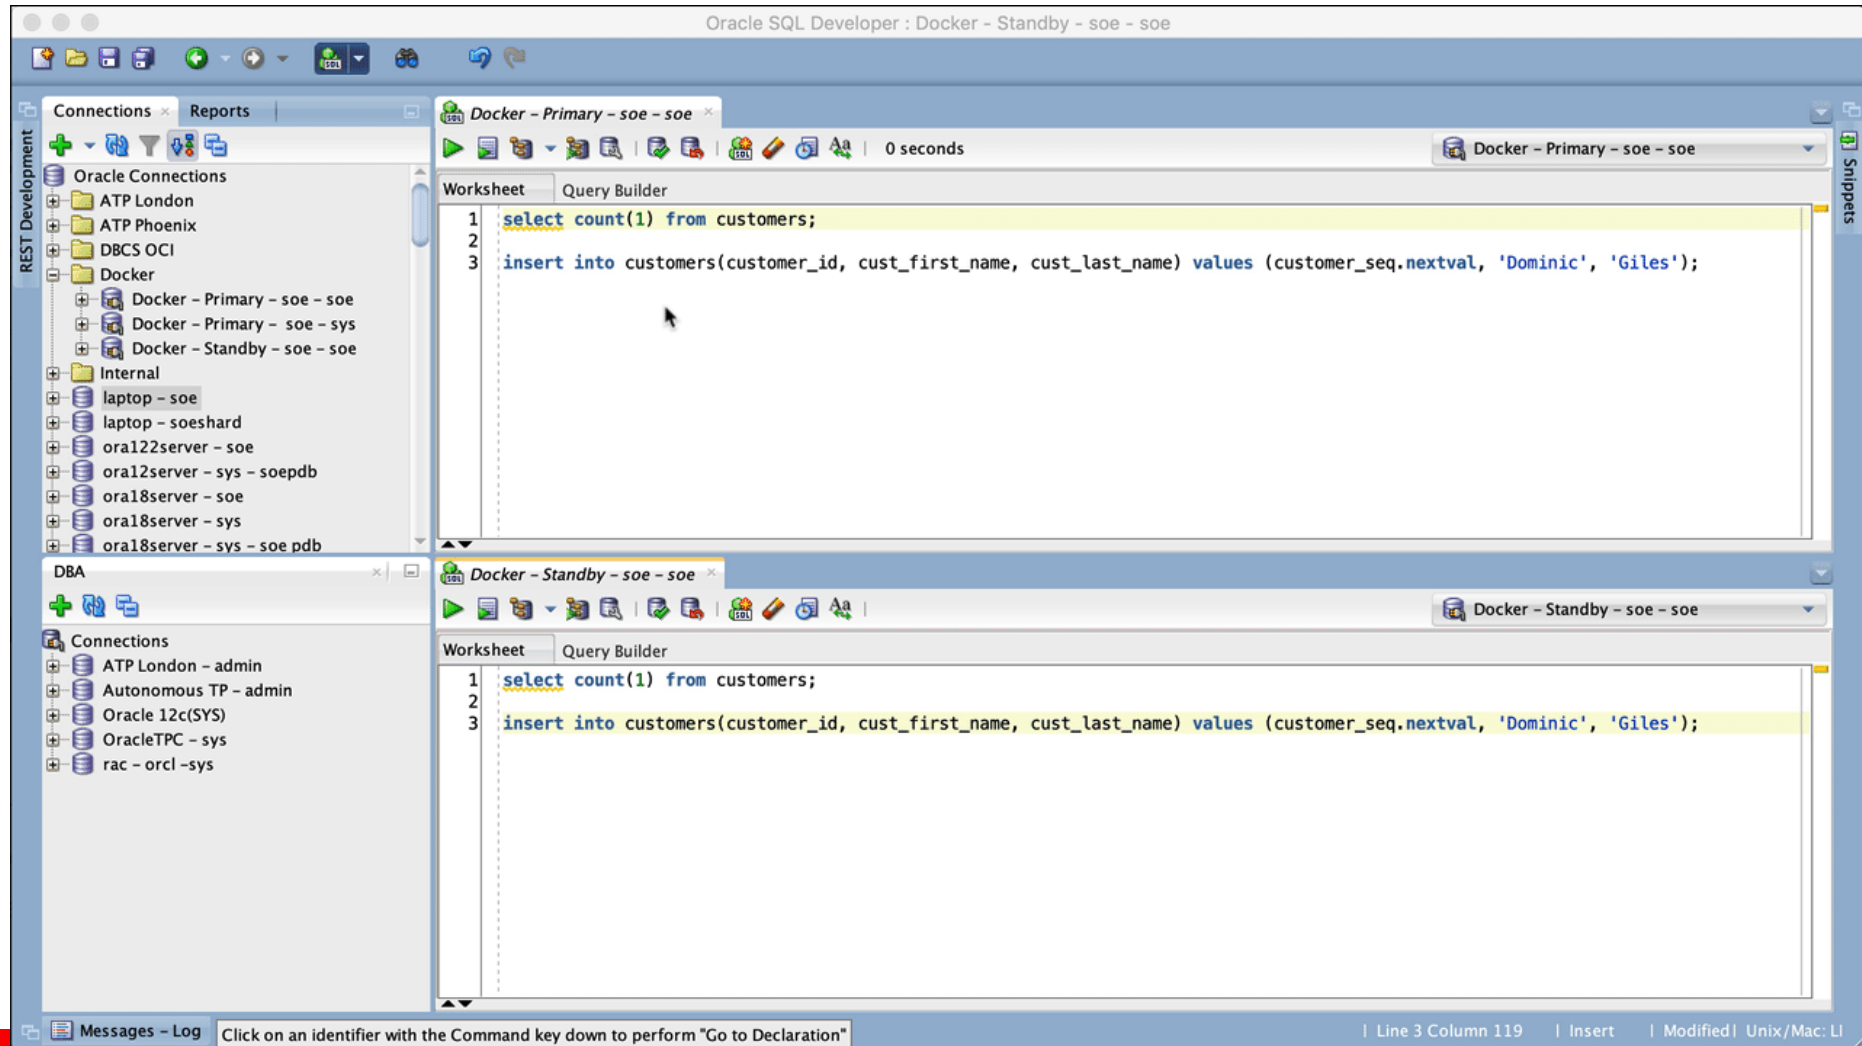 Oracle SQL Developer : Docker - Standby - soe - soe
REST Development
Connections
Reports
Oracle Connections
ATP London
ATP Phoenix
DBCS OCI
Docker
Docker – Primary – soe – soe
Docker – Primary –  soe – sys
Docker – Standby – soe – soe
Internal
laptop – soe
laptop – soeshard
ora122server – soe
ora12server – sys – soepdb
ora18server – soe
ora18server – sys
ora18server – sys – soe pdb
DBA
Connections
ATP London – admin
Autonomous TP – admin
Oracle 12c(SYS)
OracleTPC – sys
rac – orcl –sys
Docker – Primary – soe – soe
SQL
0 seconds
Docker – Primary – soe – soe
Worksheet
Query Builder
1 select count(1) from customers;
2
3 insert into customers(customer_id, cust_first_name, cust_last_name) values (customer_seq.nextval, 'Dominic', 'Giles');
Docker – Standby – soe – soe
SQL
Docker – Standby – soe – soe
Worksheet
Query Builder
1 select count(1) from customers;
2
3 insert into customers(customer_id, cust_first_name, cust_last_name) values (customer_seq.nextval, 'Dominic', 'Giles');
Snippets
Messages – Log
Click on an identifier with the Command key down to perform "Go to Declaration"
Line 3 Column 119
Insert
Modified
Unix/Mac: LI